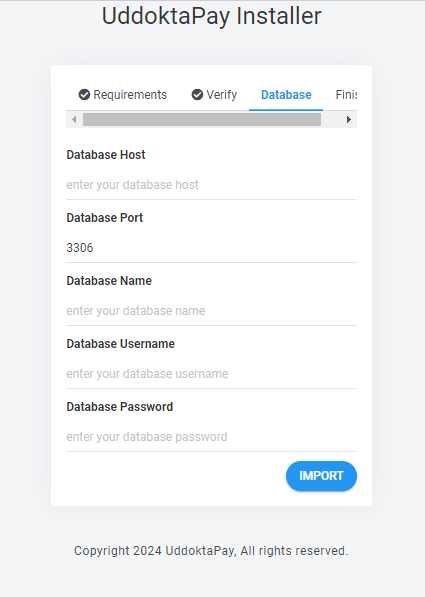 UddoktaPay Installer
Requirements Verify Database Finis
Database Host
enter your database host
Database Port
3306
Database Name
enter your database name
Database Username
enter your database username
Database Password
enter your database password
IMPORT
Copyright 2024 UddoktaPay, All rights reserved.